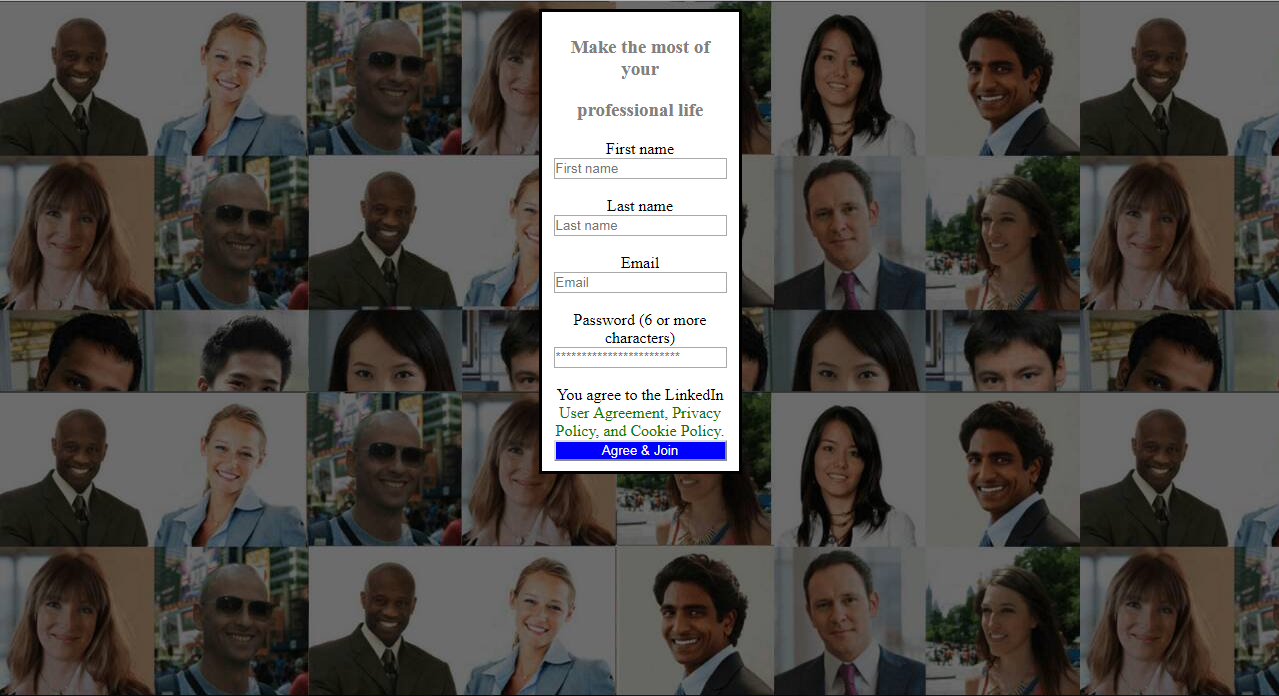 Make the most of
your
professional life
First name
First name
Last name
Last name
Email
Email
Password (6 or more
characters)
************************
You agree to the LinkedIn
User Agreement, Privacy
Policy, and Cookie Policy.
Agree & Join